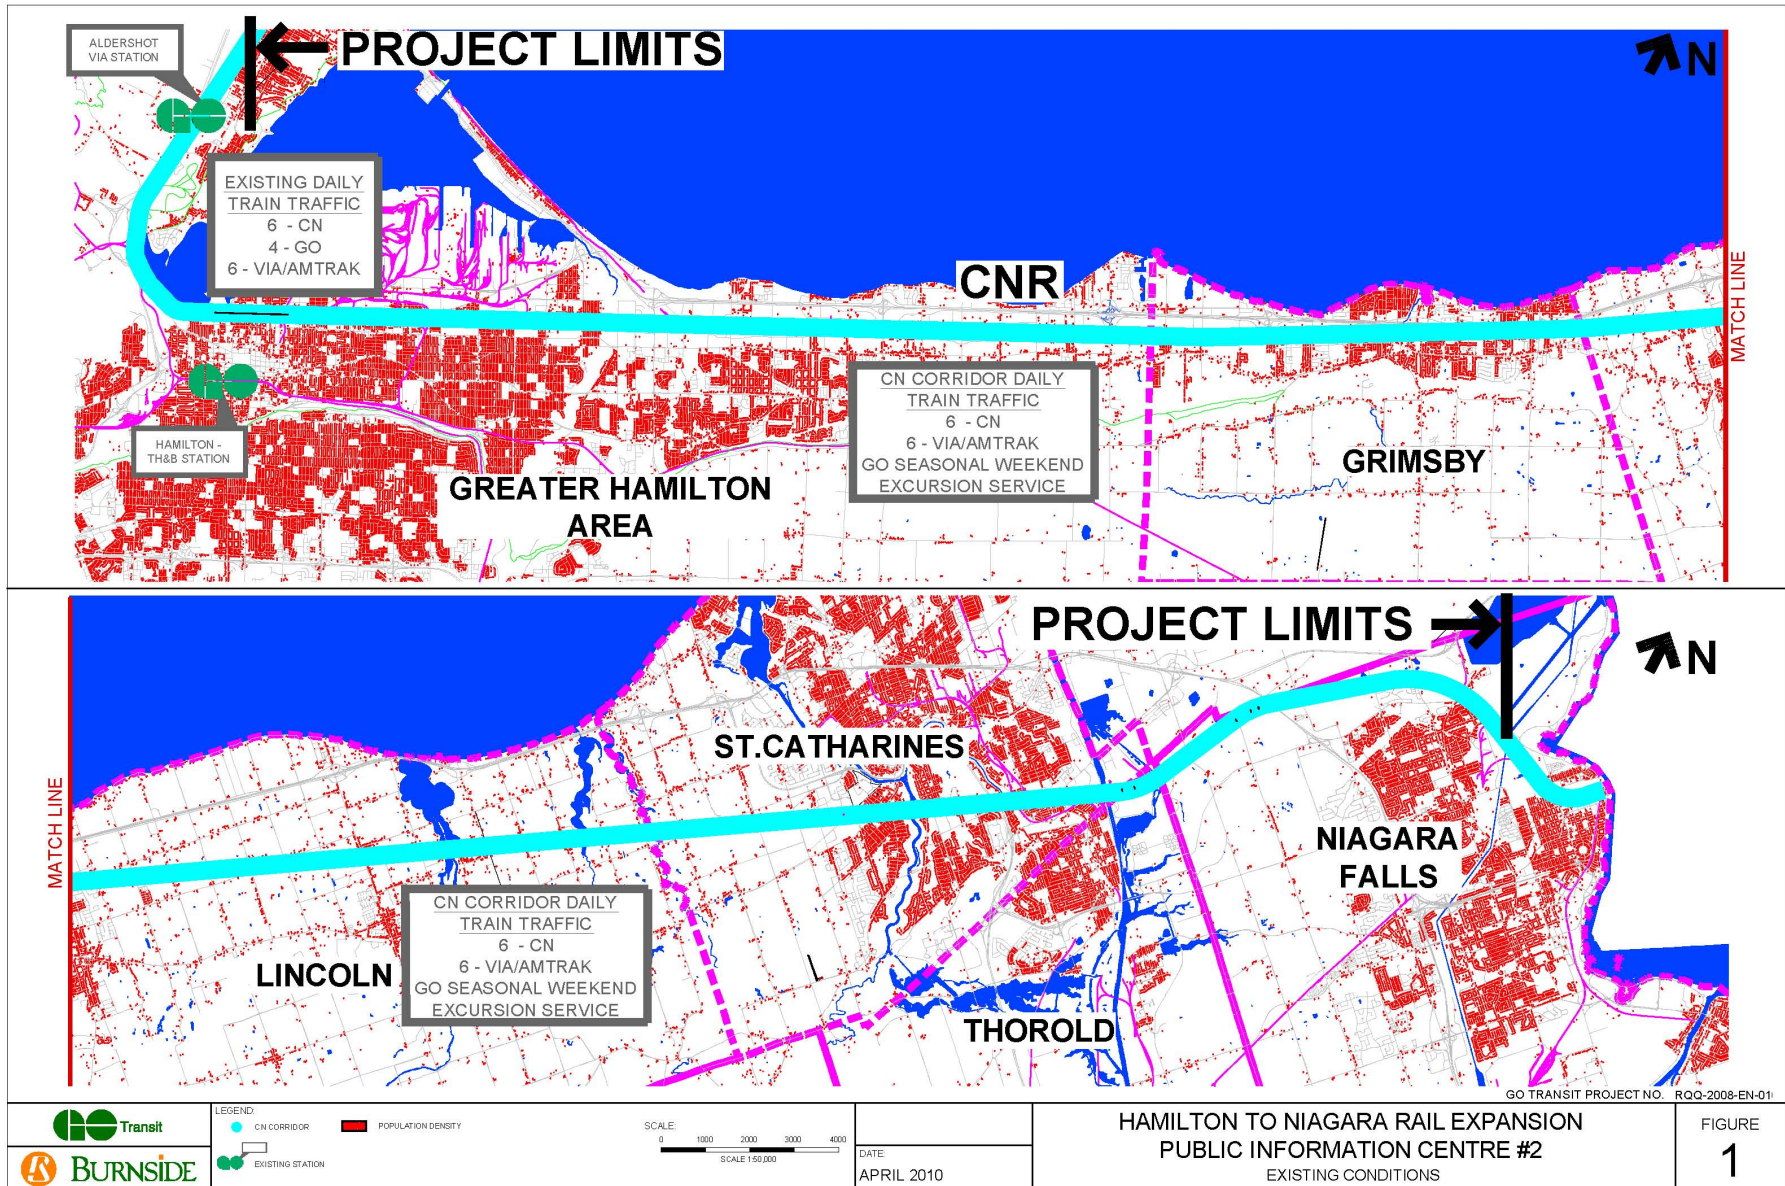 ALDERSHOT
VIA STATION
PROJECT LIMITS
N
EXISTING DAILY
TRAIN TRAFFIC
6 - CN
4 - GO
6 - VIA/AMTRAK
CNR
MATCH LINE
HAMILTON -
TH&B STATION
CN CORRIDOR DAILY
TRAIN TRAFFIC
6 - CN
6 - VIA/AMTRAK
GO SEASONAL WEEKEND
EXCURSION SERVICE
GREATER HAMILTON
AREA
GRIMSBY
PROJECT LIMITS
N
MATCH LINE
ST.CATHARINES
NIAGARA
FALLS
CN CORRIDOR DAILY
TRAIN TRAFFIC
6 - CN
6 - VIA/AMTRAK
GO SEASONAL WEEKEND
EXCURSION SERVICE
LINCOLN
THOROLD
GO TRANSIT PROJECT NO. RQQ-2008-EN-01
GO Transit
BURNSIDE
LEGEND:
CN CORRIDOR
POPULATION DENSITY
EXISTING STATION
SCALE:
0 1000 2000 3000 4000
SCALE 1:50,000
DATE:
APRIL 2010
HAMILTON TO NIAGARA RAIL EXPANSION
PUBLIC INFORMATION CENTRE #2
EXISTING CONDITIONS
FIGURE
1